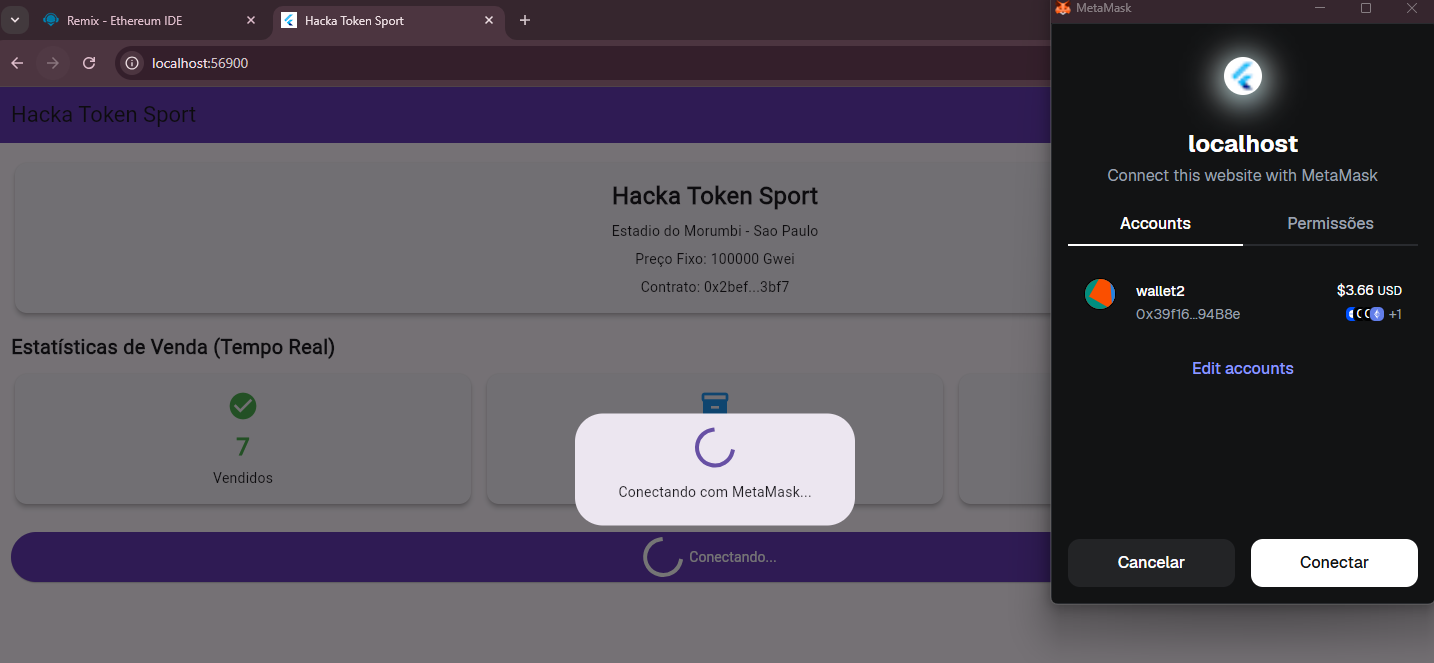 Remix - Ethereum IDE
Hacka Token Sport
localhost:56900
Hacka Token Sport
Hacka Token Sport
Estadio do Morumbi - Sao Paulo
Preço Fixo: 100000 Gwei
Contrato: 0x2bef...3bf7
Estatísticas de Venda (Tempo Real)
7
Vendidos
Conectando com MetaMask...
Conectando...
MetaMask
localhost
Connect this website with MetaMask
Accounts
Permissões
wallet2
$3.66 USD
0x39f16...94B8e
+1
Edit accounts
Cancelar
Conectar